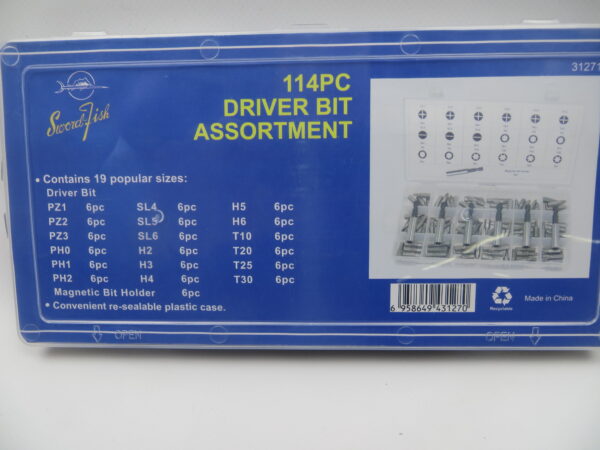 31271
Sword Fish
114PC
DRIVER BIT
ASSORTMENT
• Contains 19 popular sizes:
Driver Bit
PZ1 6pc SL4 6pc H5 6pc
PZ2 6pc SL5 6pc H6 6pc
PZ3 6pc SL6 6pc T10 6pc
PH0 6pc H2 6pc T20 6pc
PH1 6pc H3 6pc T25 6pc
PH2 6pc H4 6pc T30 6pc
Magnetic Bit Holder 6pc
• Convenient re-sealable plastic case.
6 958649 431270
Recyclable
Made in China
OPEN
OPEN